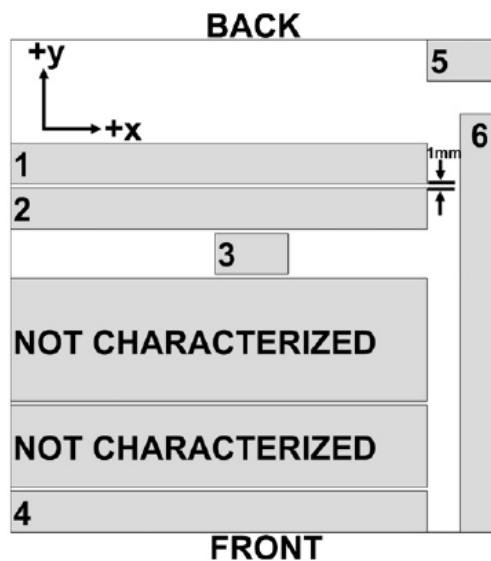 BACK
+y
5
+x
6
1
1mm
2
3
NOT CHARACTERIZED
NOT CHARACTERIZED
4
FRONT